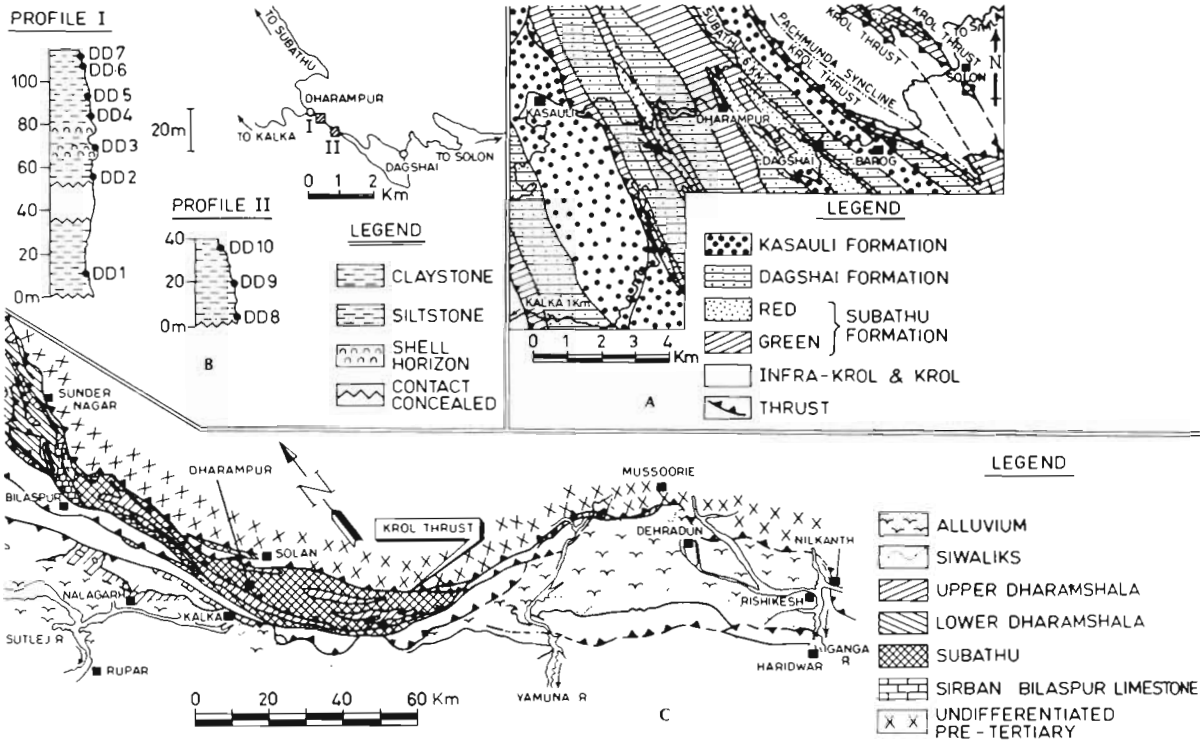 PROFILE I
100
80
60
40
20
0m
DD7
DD6
DD5
DD4
DD3
DD2
DD1
20m
TO SUBATHU
DHARAMPUR
TO KALKA
I
II
DAGSHAI
TO SOLON
0 1 2
Km
PROFILE II
40
20
0m
DD10
DD9
DD8
B
LEGEND
CLAYSTONE
SILTSTONE
SHELL
HORIZON
CONTACT
CONCEALED
SUBATHU 6 KM
PACHMUNDA SYNCLINE
KROL THRUST
KROL THRUST
KROL THRUST
N
SOLON
KASAULI
DHARAMPUR
DAGSHAI
BAROG
KALKA 1Km
0 1 2 3 4
Km
A
LEGEND
KASAULI FORMATION
DAGSHAI FORMATION
RED
GREEN
SUBATHU
FORMATION
INFRA-KROL & KROL
THRUST
SUNDER
NAGAR
BILASPUR
DHARAMPUR
N
SOLAN
KROL THRUST
NALAGARH
KALKA
SUTLEJ R
RUPAR
MUSSOORIE
DEHRADUN
NILKANTH
RISHIKESH
GANGA
R
HARIDWAR
YAMUNA R
0 20 40 60 Km
C
LEGEND
ALLUVIUM
SIWALIKS
UPPER DHARAMSHALA
LOWER DHARAMSHALA
SUBATHU
SIRBAN BILASPUR LIMESTONE
UNDIFFERENTIATED
PRE-TERTIARY